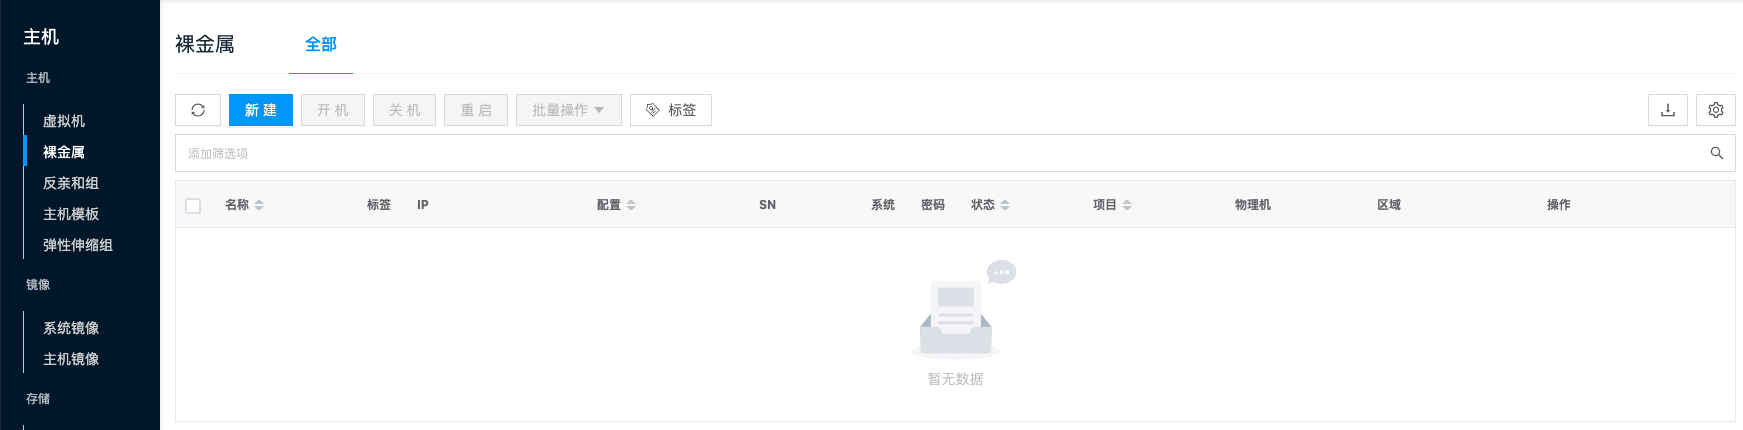 主机
主机
虚拟机
裸金属
反亲和组
主机模板
弹性伸缩组
镜像
系统镜像
主机镜像
存储
裸金属 全部
新 建 开 机 关 机 重 启 批量操作 标签
添加筛选项
名称 标签 IP 配置 SN 系统 密码 状态 项目 物理机 区域 操作
暂无数据